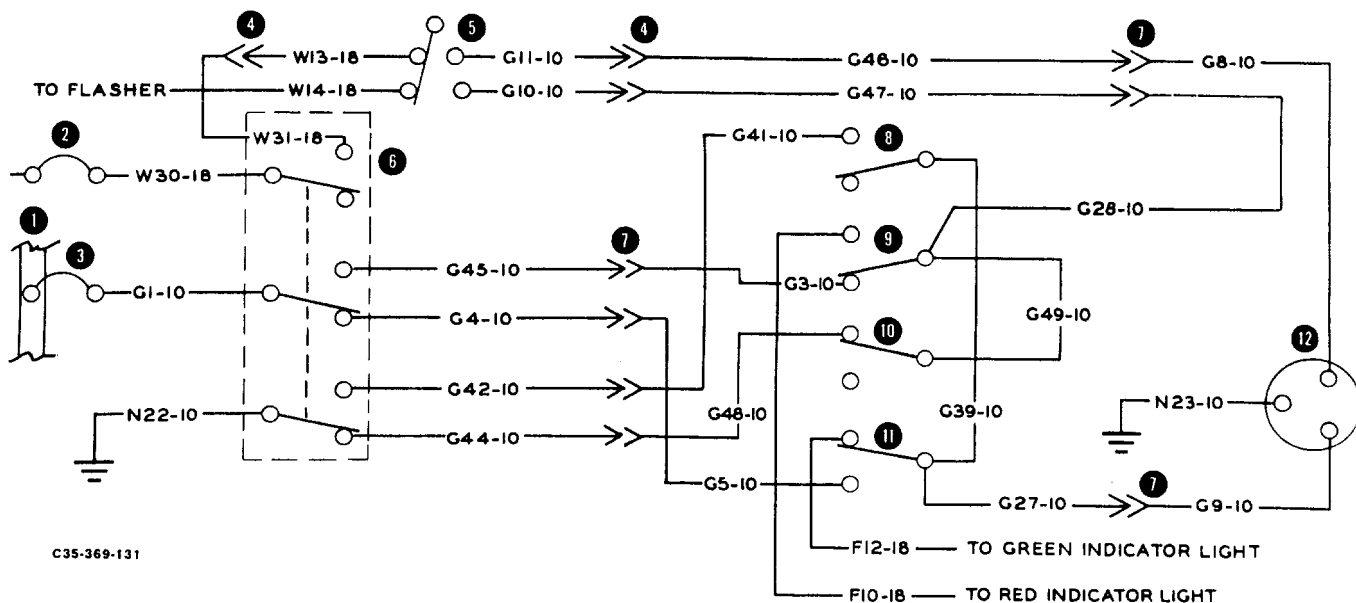 4 5 4 7
W13-18 G11-10 G46-10 G8-10
TO FLASHER W14-18 G10-10 G47-10
2 W31-18 6 G41-10 8
W30-18 G28-10
1 3 7 9
G45-10 G3-10
G1-10 G4-10 10 G49-10 12
G42-10 G48-10 G39-10 N23-10
N22-10 G44-10 11
G5-10 G27-10 7 G9-10
C35-369-131 F12-18 TO GREEN INDICATOR LIGHT
F10-18 TO RED INDICATOR LIGHT